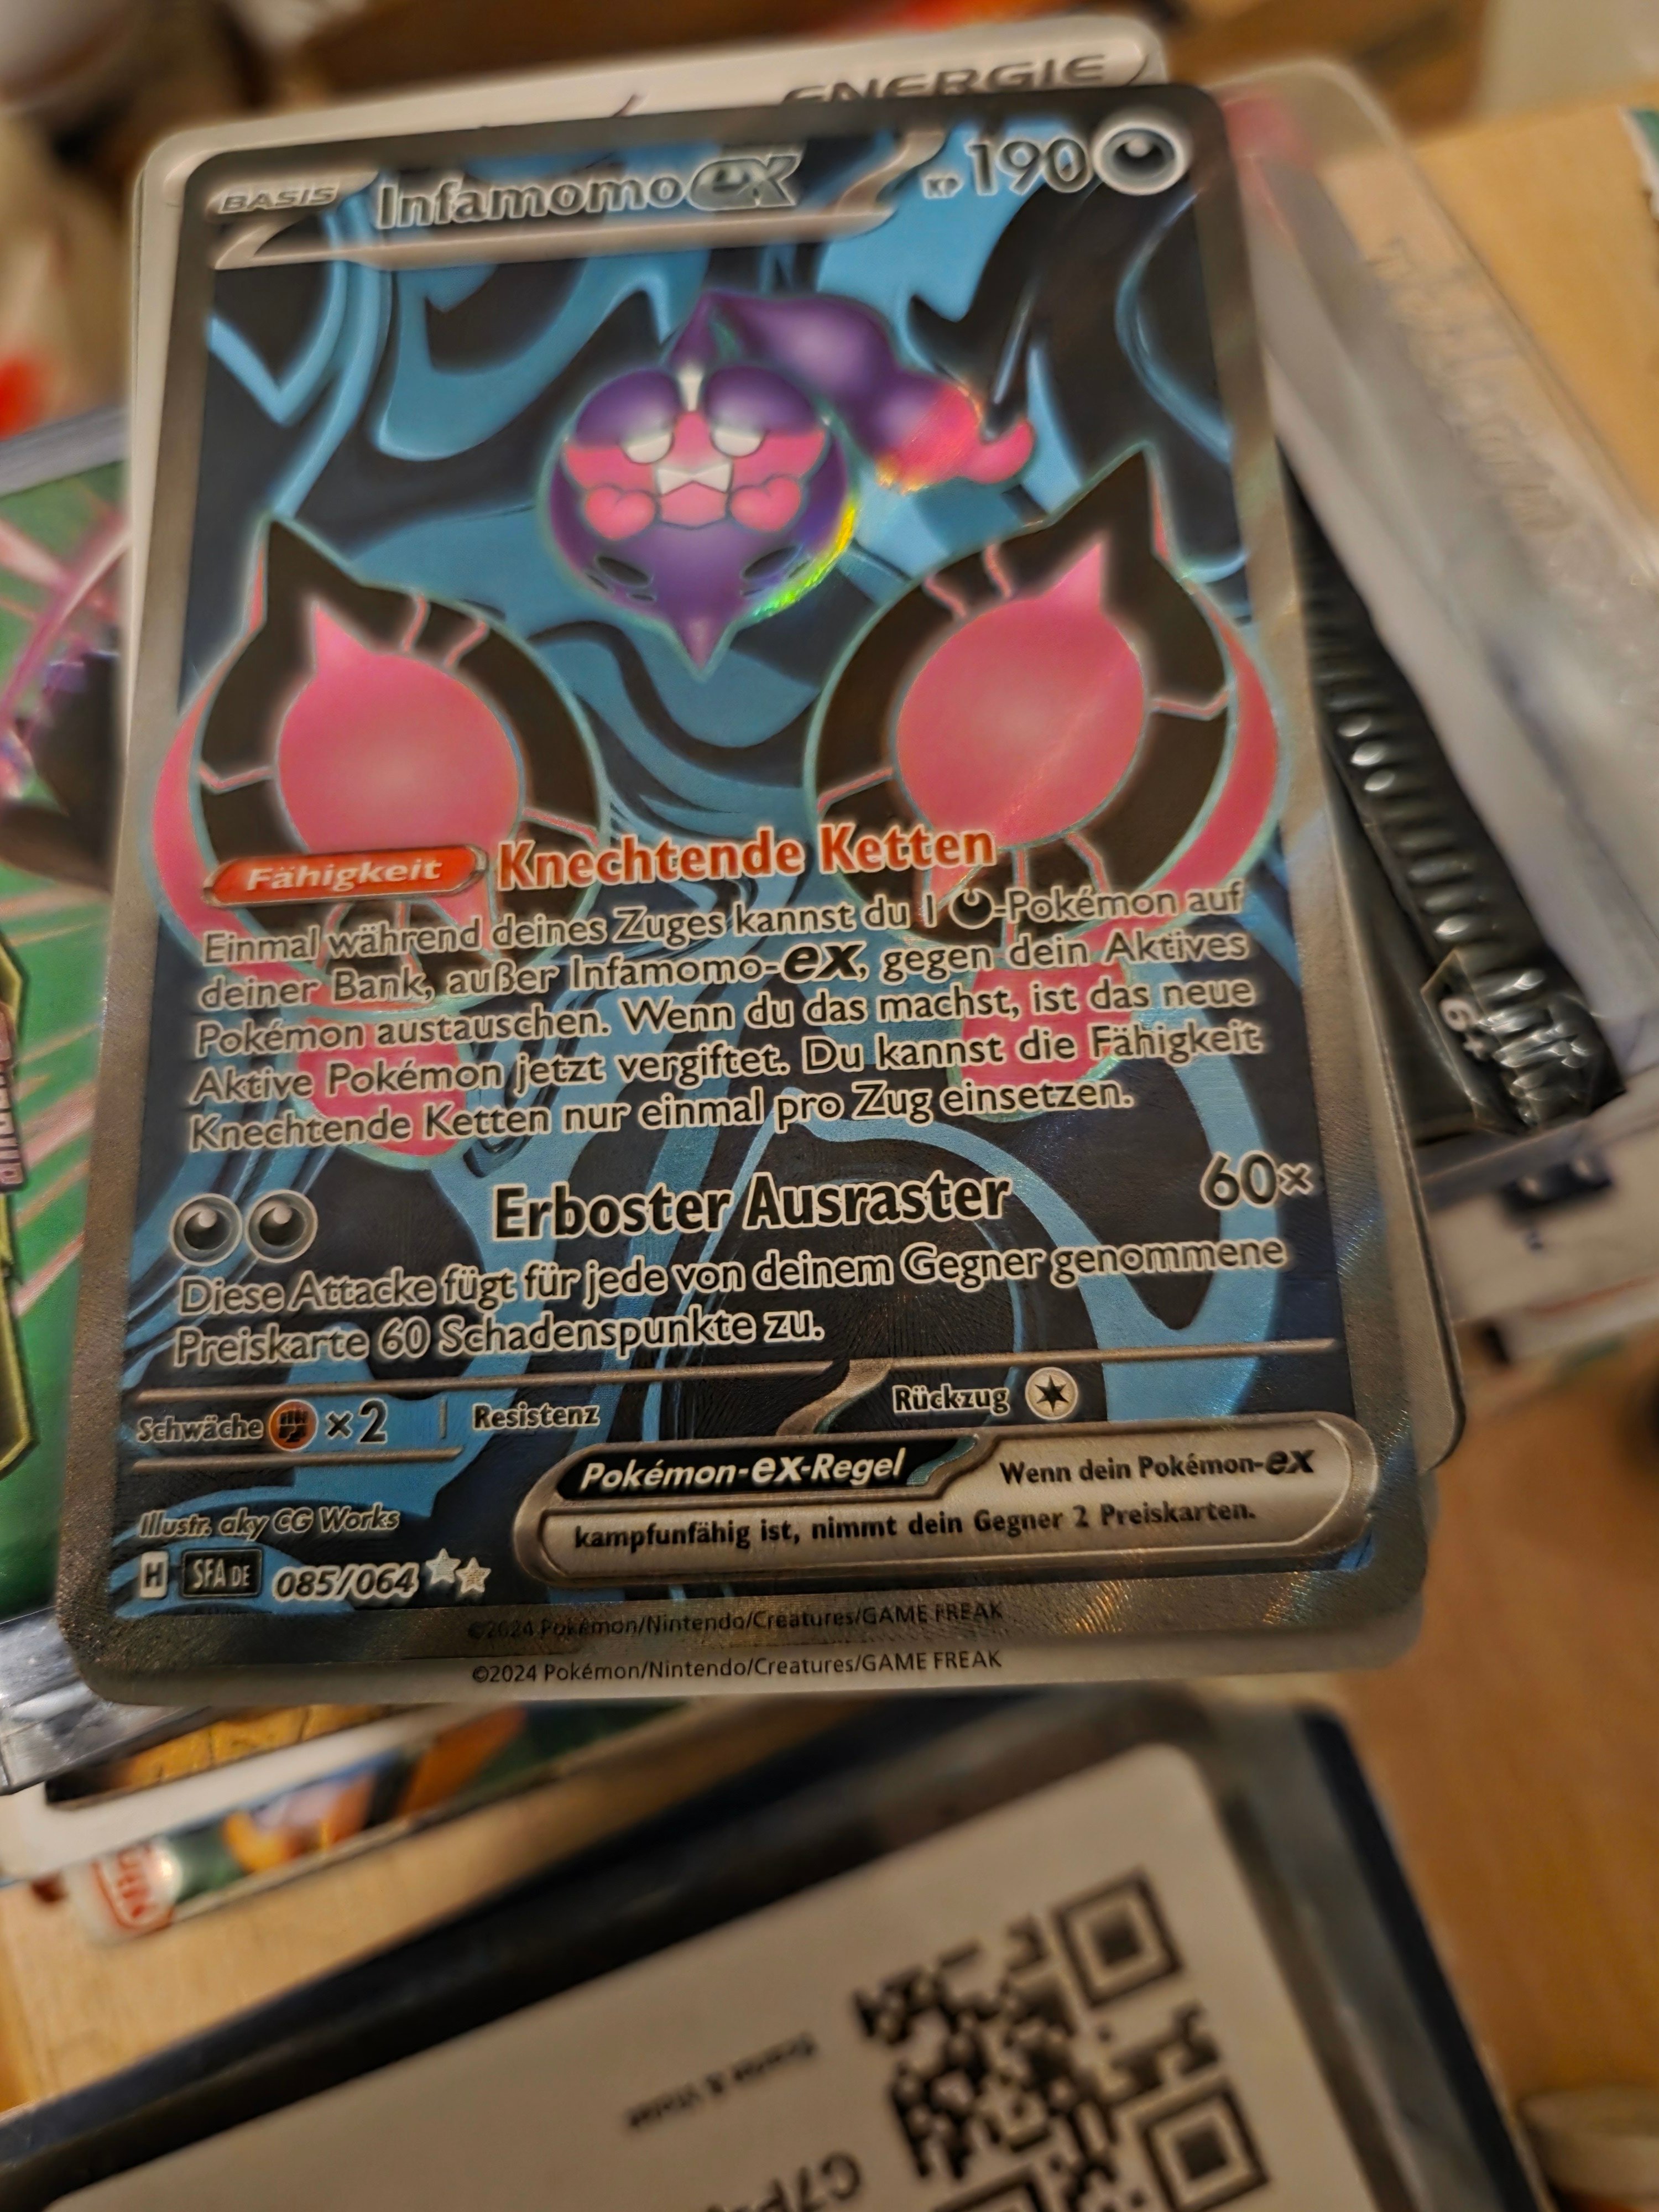 ENERGIE
BASIS Infamomo ex KP 190
Fähigkeit Knechtende Ketten
Einmal während deines Zuges kannst du 1 -Pokémon auf
deiner Bank, außer Infamomo-ex, gegen dein Aktives
Pokémon austauschen. Wenn du das machst, ist das neue
Aktive Pokémon jetzt vergiftet. Du kannst die Fähigkeit
Knechtende Ketten nur einmal pro Zug einsetzen.
Erboster Ausraster 60×
Diese Attacke fügt für jede von deinem Gegner genommene
Preiskarte 60 Schadenspunkte zu.
Schwäche ×2 Resistenz Rückzug
Pokémon-ex-Regel Wenn dein Pokémon-ex
kampfunfähig ist, nimmt dein Gegner 2 Preiskarten.
Illustr. aky CG Works
H SFA DE 085/064
©2024 Pokémon/Nintendo/Creatures/GAME FREAK
©2024 Pokémon/Nintendo/Creatures/GAME FREAK